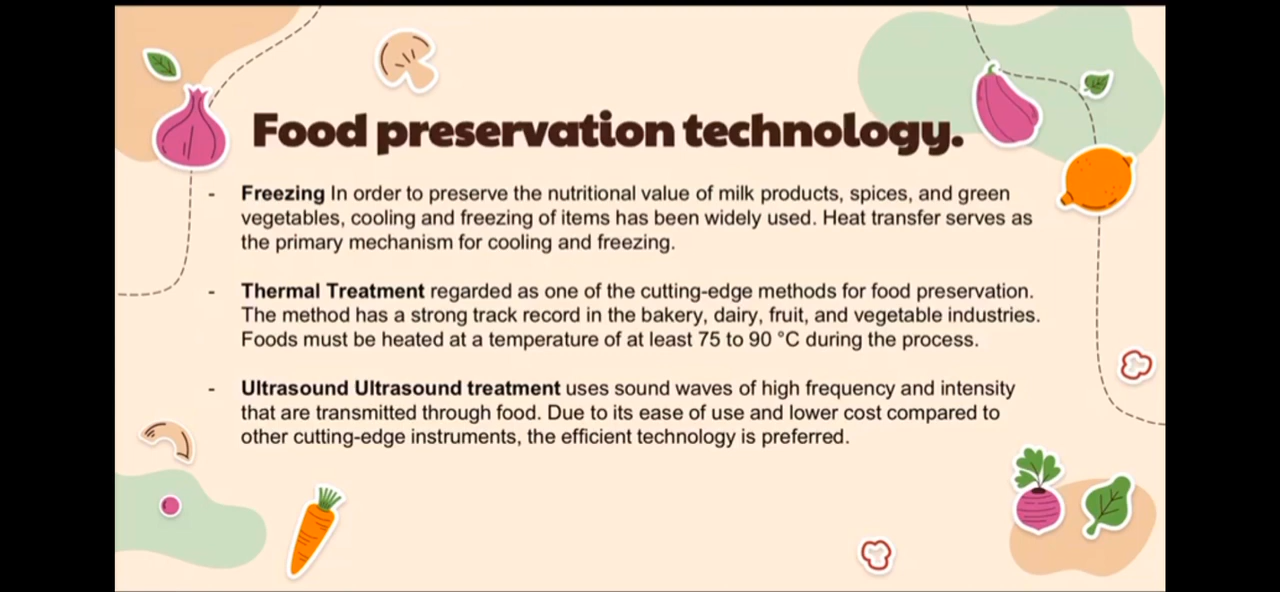 Food preservation technology.
- Freezing In order to preserve the nutritional value of milk products, spices, and green
vegetables, cooling and freezing of items has been widely used. Heat transfer serves as
the primary mechanism for cooling and freezing.
- Thermal Treatment regarded as one of the cutting-edge methods for food preservation.
The method has a strong track record in the bakery, dairy, fruit, and vegetable industries.
Foods must be heated at a temperature of at least 75 to 90 °C during the process.
- Ultrasound Ultrasound treatment uses sound waves of high frequency and intensity
that are transmitted through food. Due to its ease of use and lower cost compared to
other cutting-edge instruments, the efficient technology is preferred.